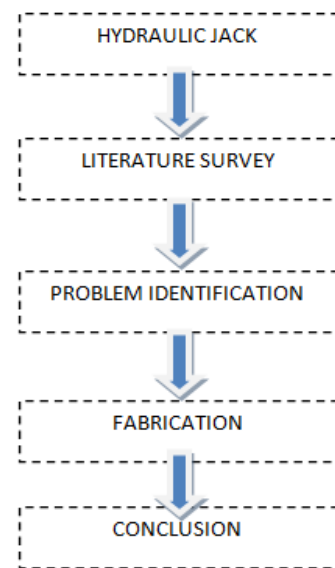 HYDRAULIC JACK
LITERATURE SURVEY
PROBLEM IDENTIFICATION
FABRICATION
CONCLUSION